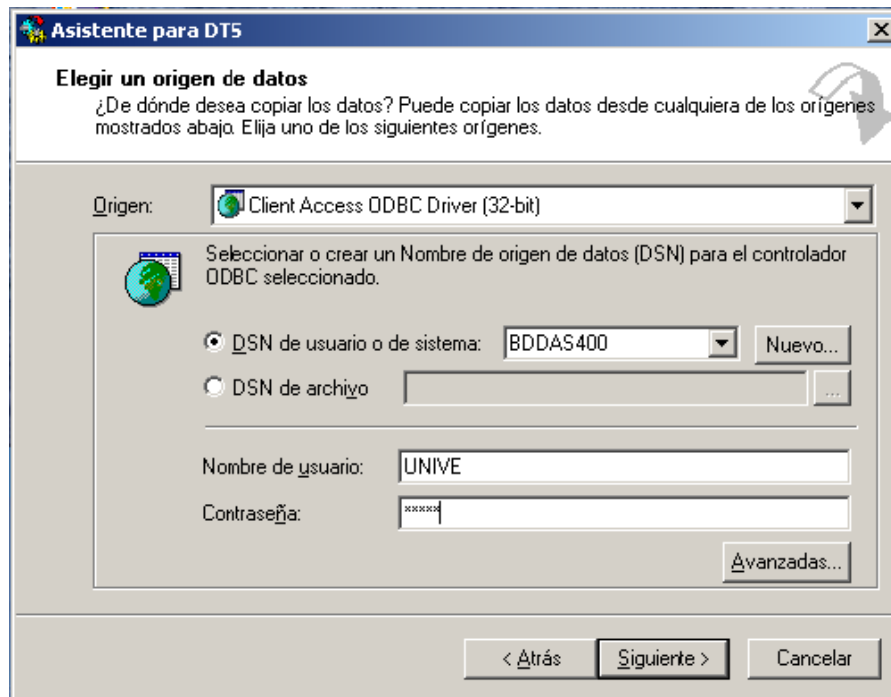 Asistente para DT5
Elegir un origen de datos
¿De dónde desea copiar los datos? Puede copiar los datos desde cualquiera de los orígenes
mostrados abajo. Elija uno de los siguientes orígenes.
Origen: Client Access ODBC Driver (32-bit)
Seleccionar o crear un Nombre de origen de datos (DSN) para el controlador
ODBC seleccionado.
DSN de usuario o de sistema: BDDAS400 Nuevo...
DSN de archivo ...
Nombre de usuario: UNIVE
Contraseña: *****
Avanzadas...
< Atrás Siguiente > Cancelar